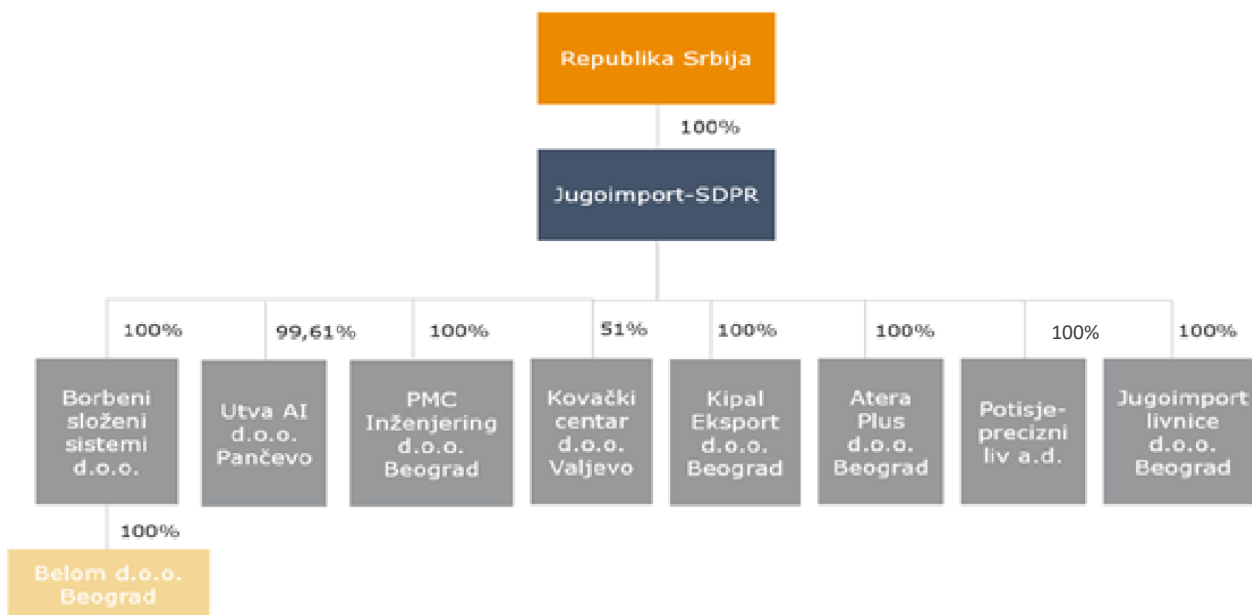 Republika Srbija
100%
Jugoimport-SDPR
100%
99,61%
100%
51%
100%
100%
100%
100%
Borbeni
složeni
sistemi
d.o.o.
Utva AI
d.o.o.
Pančevo
PMC
Inženjering
d.o.o.
Beograd
Kovački
centar
d.o.o.
Valjevo
Kipal
Eksport
d.o.o.
Beograd
Atera
Plus
d.o.o.
Beograd
Potisje-
precizni
liv a.d.
Jugoimport
livnice
d.o.o.
Beograd
100%
Belom d.o.o.
Beograd